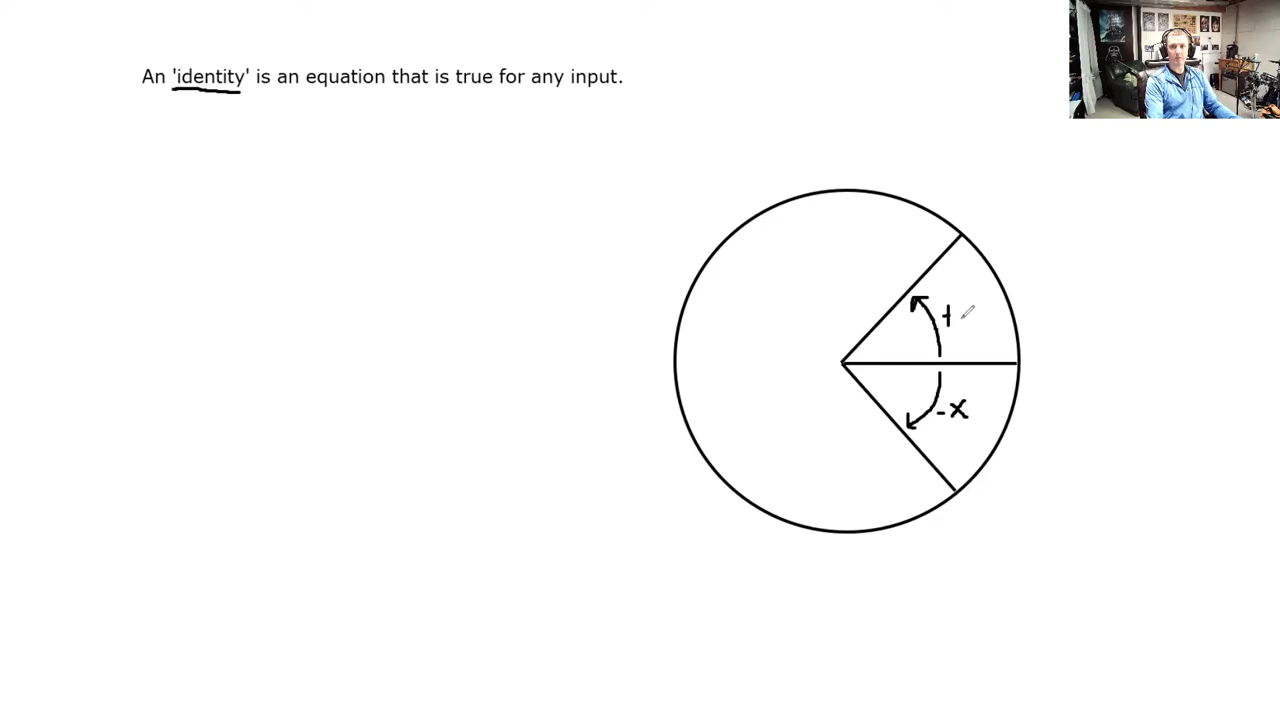 An 'identity' is an equation that is true for any input.
+
-x